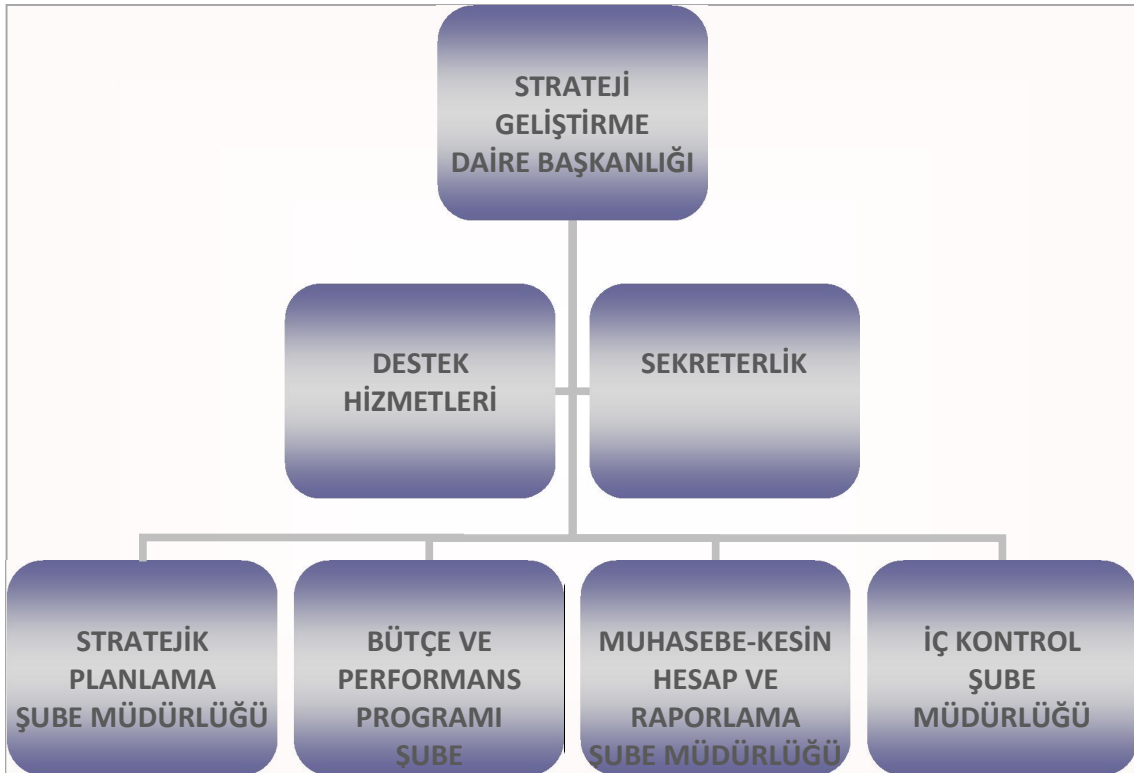 STRATEJİ
GELİŞTİRME
DAİRE BAŞKANLIĞI
DESTEK
HİZMETLERİ
SEKRETERLİK
STRATEJİK
PLANLAMA
ŞUBE MÜDÜRLÜĞÜ
BÜTÇE VE
PERFORMANS
PROGRAMI
ŞUBE
MUHASEBE-KESİN
HESAP VE
RAPORLAMA
ŞUBE MÜDÜRLÜĞÜ
İÇ KONTROL
ŞUBE
MÜDÜRLÜĞÜ